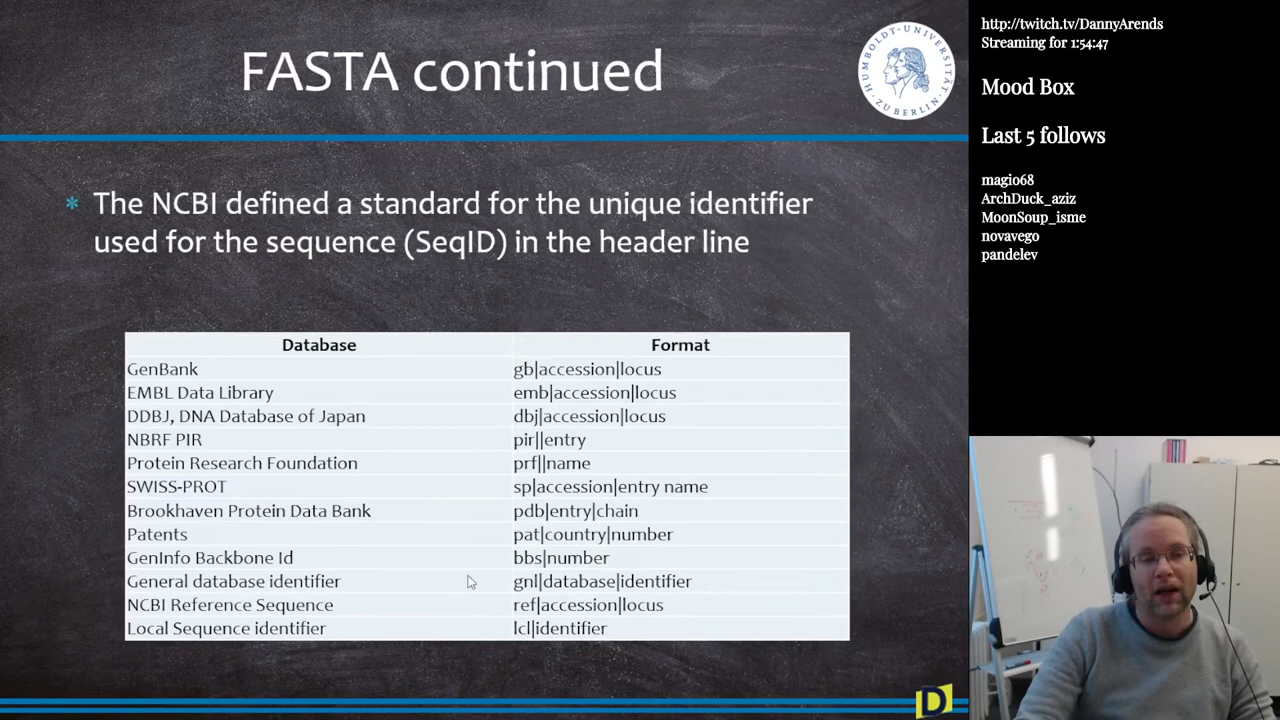 FASTA continued
HUMBOLDT-UNIVERSITÄT ZU BERLIN
* The NCBI defined a standard for the unique identifier
used for the sequence (SeqID) in the header line
Database Format
GenBank gb|accession|locus
EMBL Data Library emb|accession|locus
DDBJ, DNA Database of Japan dbj|accession|locus
NBRF PIR pir||entry
Protein Research Foundation prf||name
SWISS-PROT sp|accession|entry name
Brookhaven Protein Data Bank pdb|entry|chain
Patents pat|country|number
GenInfo Backbone Id bbs|number
General database identifier gnl|database|identifier
NCBI Reference Sequence ref|accession|locus
Local Sequence identifier lcl|identifier
D
http://twitch.tv/DannyArends
Streaming for 1:54:47
Mood Box
Last 5 follows
magio68
ArchDuck_aziz
MoonSoup_isme
novavego
pandelev